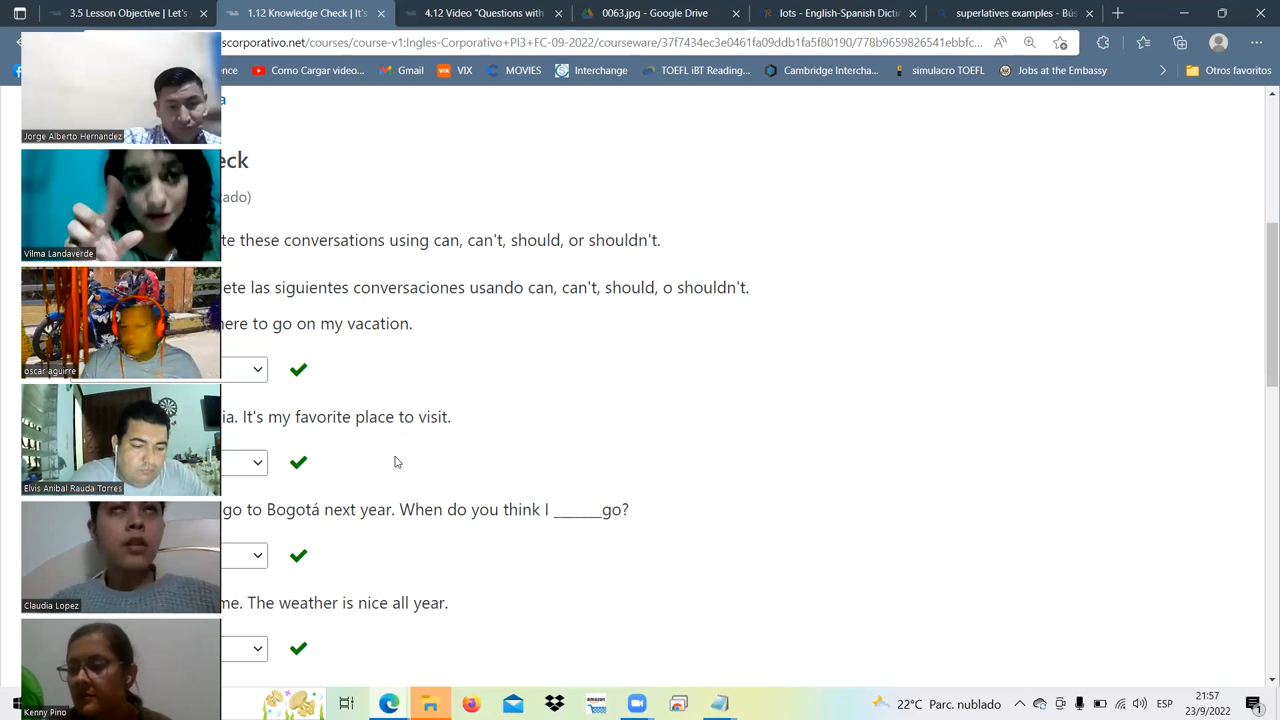 3.5 Lesson Objective
1.12 Knowledge Check | It's
4.12 Video "Questions with
0063.jpg - Google Drive
lots - English-Spanish Dicti
superlatives examples - Bús
scorporativo.net/courses/course-v1:Ingles-Corporativo+PI3+FC-09-2022/courseware/37f7434ec3e0461fa09ddb1fa5f80190/778b9659826541ebbfc...
ence
Como Cargar video...
Gmail
VIX
MOVIES
Interchange
TOEFL iBT Reading...
Cambridge Intercha...
simulacro TOEFL
Jobs at the Embassy
Otros favoritos
a
Jorge Alberto Hernandez
eck
ado)
te these conversations using can, can't, should, or shouldn't.
Vilma Landaverde
ete las siguientes conversaciones usando can, can't, should, o shouldn't.
here to go on my vacation.
oscar aguirre
ia. It's my favorite place to visit.
Elvis Anibal Rauda Torres
go to Bogotá next year. When do you think I ______go?
me. The weather is nice all year.
Claudia Lopez
Kenny Pino
22°C Parc. nublado
ESP
21:57
23/9/2022